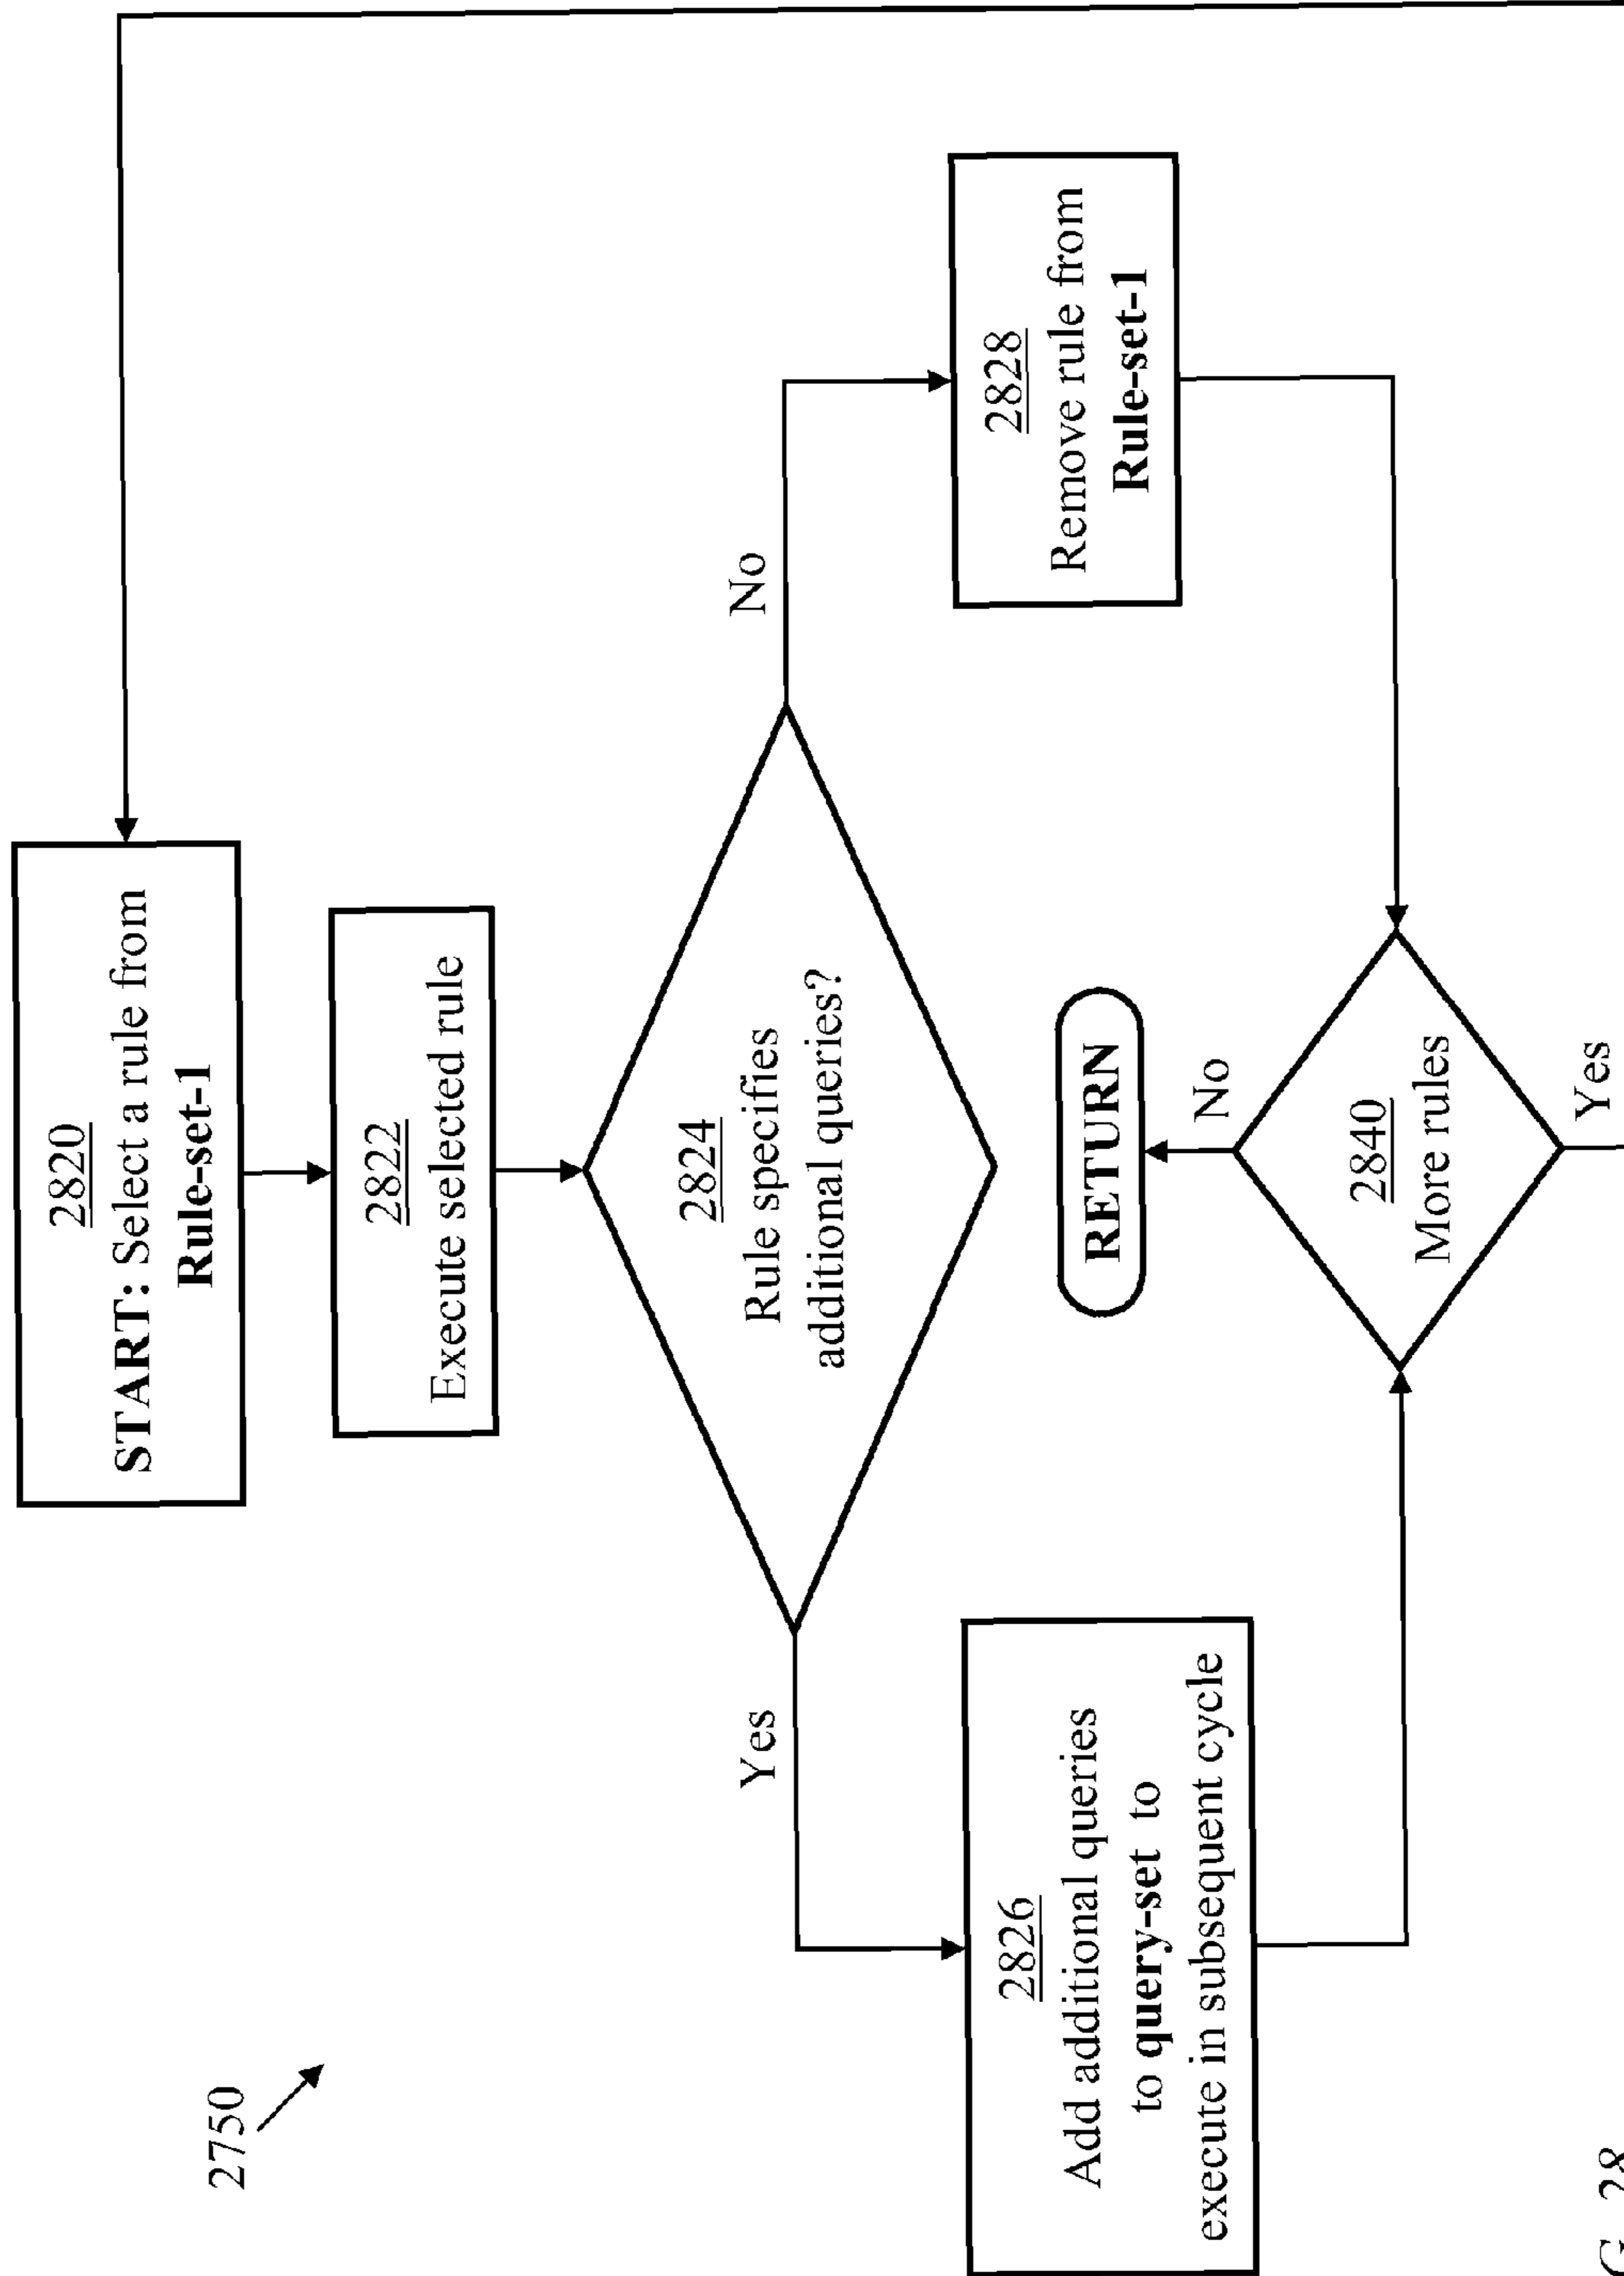 2750
2820
START: Select a rule from
Rule-set-1
2822
Execute selected rule
2824
Rule specifies
additional queries?
Yes
No
2826
Add additional queries
to query-set to
execute in subsequent cycle
2828
Remove rule from
Rule-set-1
RETURN
No
2840
More rules
Yes
G. 28